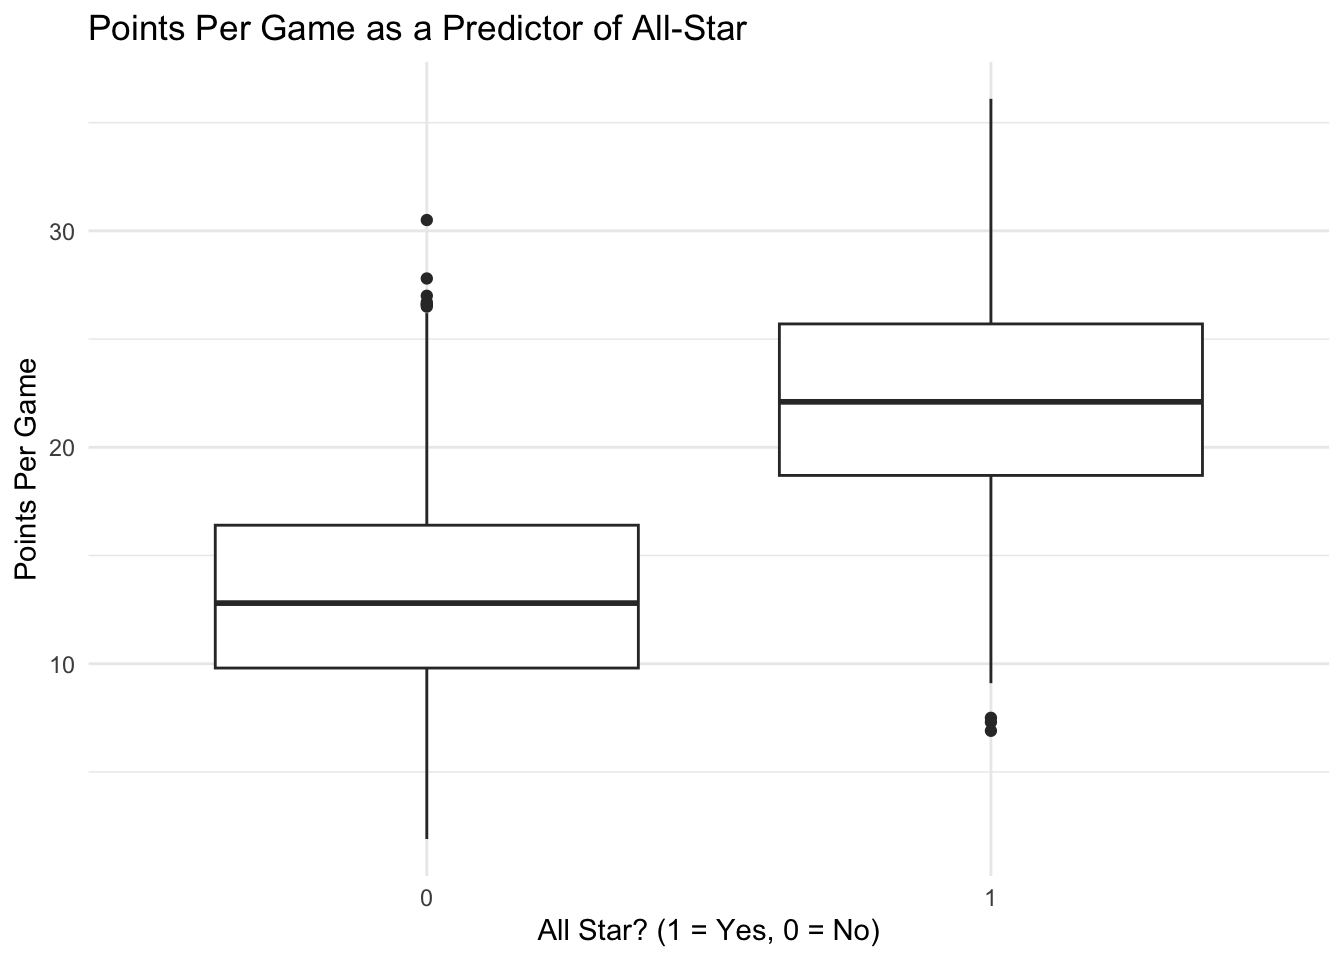 Points Per Game as a Predictor of All-Star
Points Per Game
30
20
10
0
1
All Star? (1 = Yes, 0 = No)